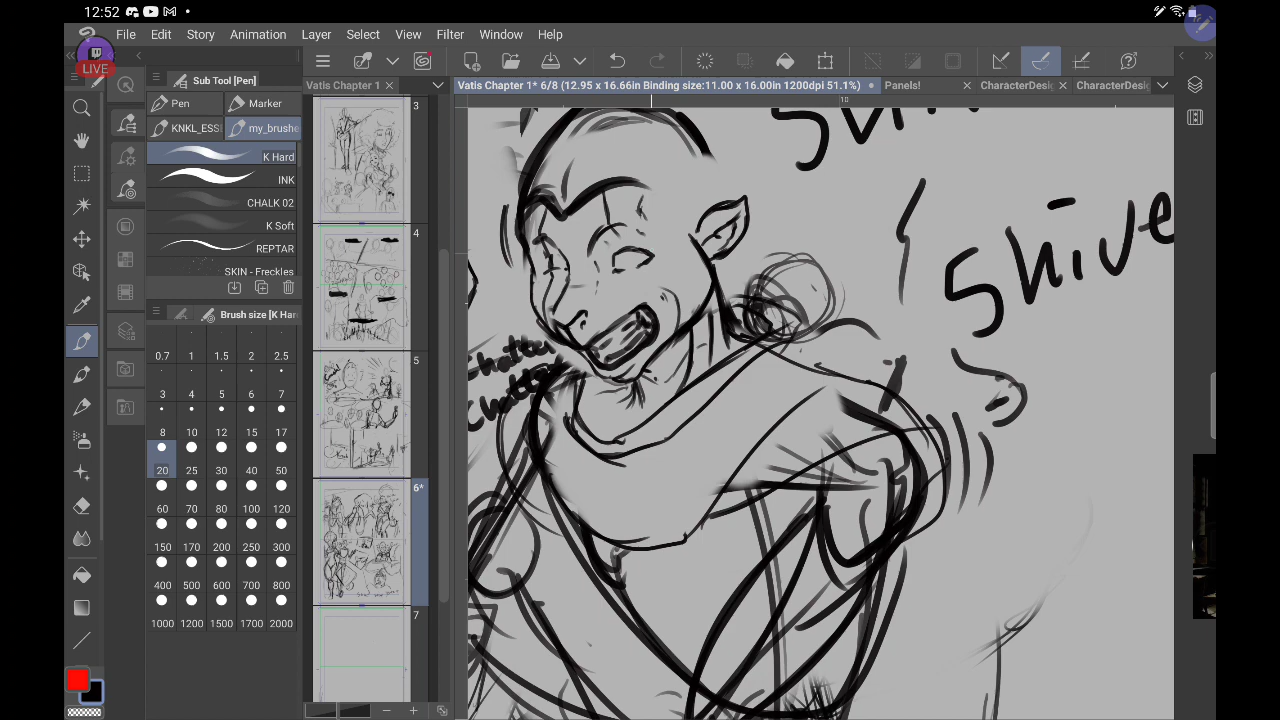 12:52
LIVE
File Edit Story Animation Layer Select View Filter Window Help
Sub Tool [Pen]
Vatis Chapter 1
Vatis Chapter 1* 6/8 (12.95 x 16.66in Binding size:11.00 x 16.00in 1200dpi 51.1%)
Panels!
CharacterDesig
CharacterDesig
Pen
Marker
KNKL_ESS
my_brushe
K Hard
INK
CHALK 02
K Soft
REPTAR
SKIN - Freckles
Brush size [K Har
0.7 1 1.5 2 2.5
3 4 5 6 7
8 10 12 15 17
20 25 30 40 50
60 70 80 100 120
150 170 200 250 300
400 500 600 700 800
1000 1200 1500 1700 2000
3
4
5
6*
7
10
Shive
Chatter
Chatter